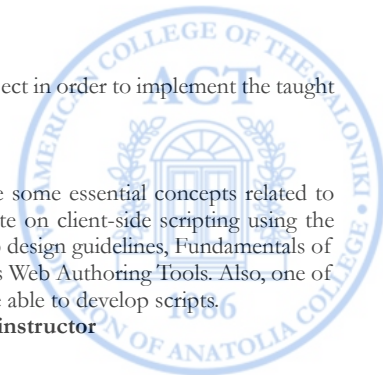 AMERICAN COLLEGE OF THESSALONIKI
ACT
ject in order to implement the taught
e some essential concepts related to
te on client-side scripting using the
design guidelines, Fundamentals of
s Web Authoring Tools. Also, one of
e able to develop scripts.
1886
instructor
DIVISION OF ANATOLIA COLLEGE